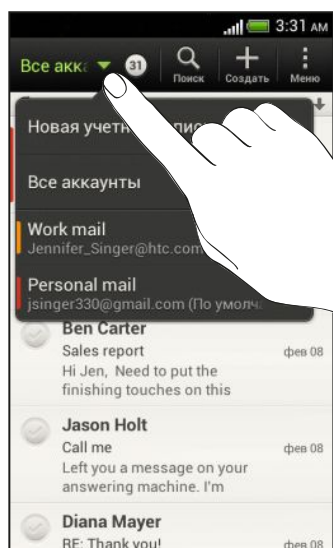 3:31 AM
Все акка 31 Поиск Создать Меню
Новая учетн
Все аккаунты
Work mail
Jennifer_Singer@htc.com
Personal mail
jsinger330@gmail.com (По умолч
Ben Carter
Sales report фев 08
Hi Jen, Need to put the
finishing touches on this
Jason Holt
Call me фев 08
Left you a message on your
answering machine. I'm
Diana Mayer
RE: Thank you! фев 08